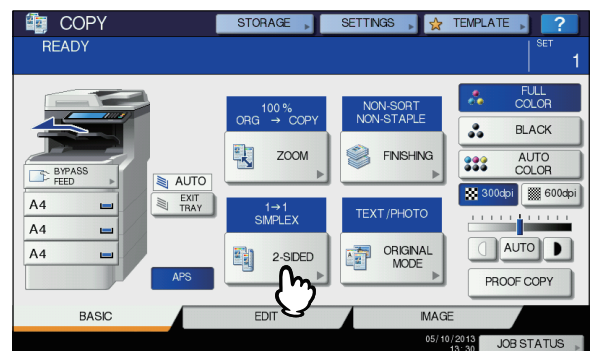 COPY
STORAGE
SETTINGS
TEMPLATE
?
READY
SET
1
100 %
ORG → COPY
ZOOM
NON-SORT
NON-STAPLE
FINISHING
FULL
COLOR
BLACK
AUTO
COLOR
300dpi
600dpi
BYPASS
FEED
A4
A4
A4
AUTO
EXIT
TRAY
APS
1→1
SIMPLEX
2-SIDED
TEXT/PHOTO
ORIGINAL
MODE
AUTO
PROOF COPY
BASIC
EDIT
IMAGE
05/10/2013
13:30
JOB STATUS